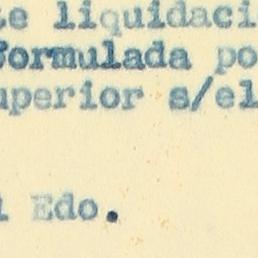 te liquidaci
formulada po
uperior s/el
l Edo.